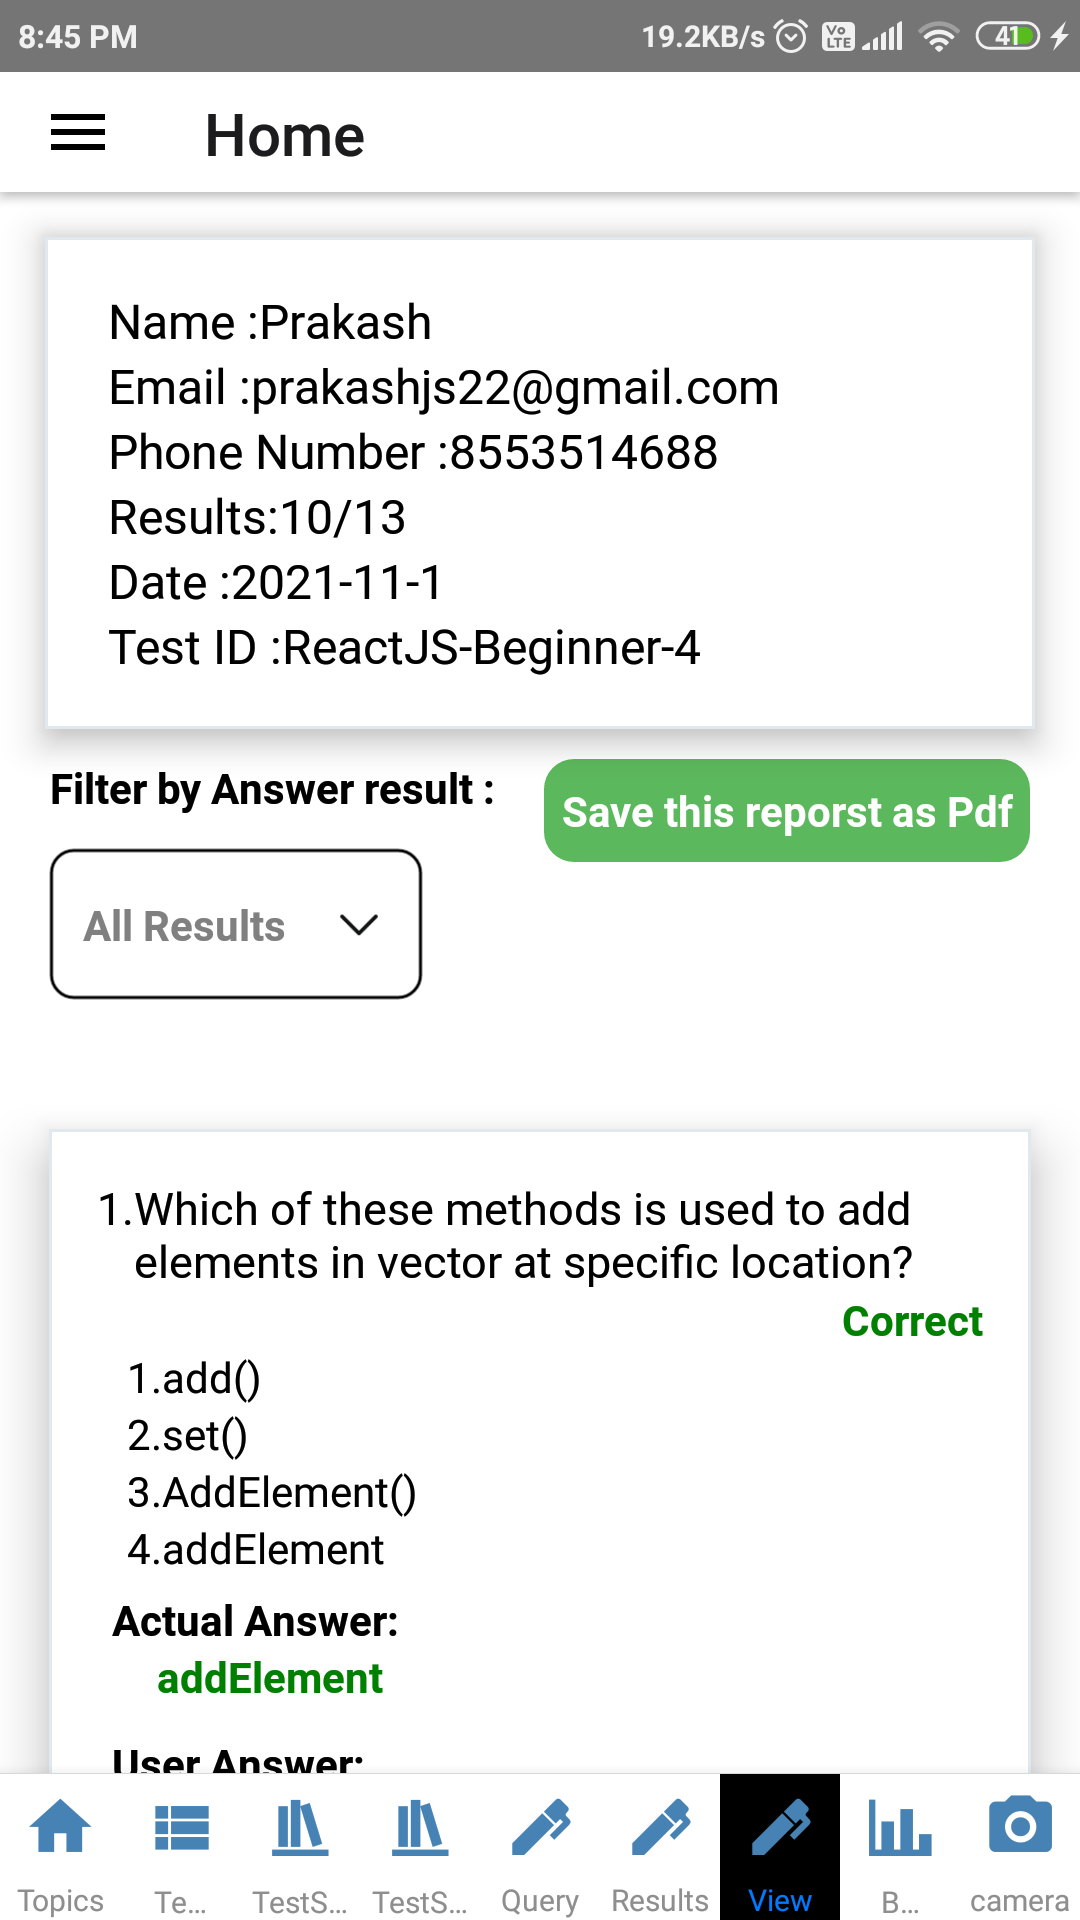 8:45 PM 19.2KB/s Vo LTE 41
Home
Name :Prakash
Email :prakashjs22@gmail.com
Phone Number :8553514688
Results:10/13
Date :2021-11-1
Test ID :ReactJS-Beginner-4
Filter by Answer result :
Save this reporst as Pdf
All Results
1.Which of these methods is used to add
elements in vector at specific location?
Correct
1.add()
2.set()
3.AddElement()
4.addElement
Actual Answer:
addElement
User Answer:
Topics Te... TestS... TestS... Query Results View B... camera